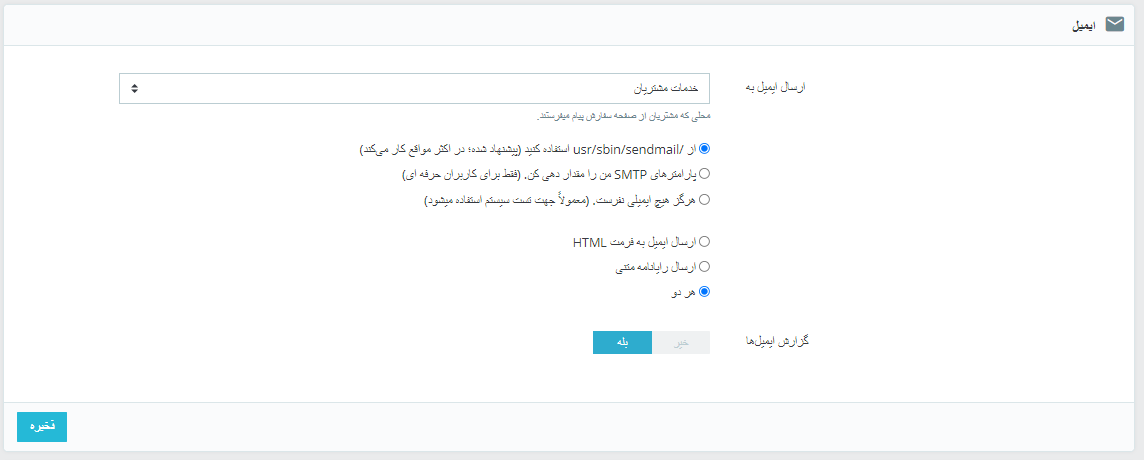 ایمیل
ارسال ایمیل به
خدمات مشتریان
محلی که مشتریان از صفحه سفارش پیام میفرستند.
از /usr/sbin/sendmail استفاده کنید (پیشنهاد شده؛ در اکثر مواقع کار می‌کند)
پارامترهای SMTP من را مقدار دهی کن. (فقط برای کاربران حرفه ای)
هرگز هیچ ایمیلی نفرست. (معمولاً جهت تست سیستم استفاده میشود)
ارسال ایمیل به فرمت HTML
ارسال رایانامه متنی
هر دو
گزارش ایمیل‌ها
خیر
بله
ذخیره